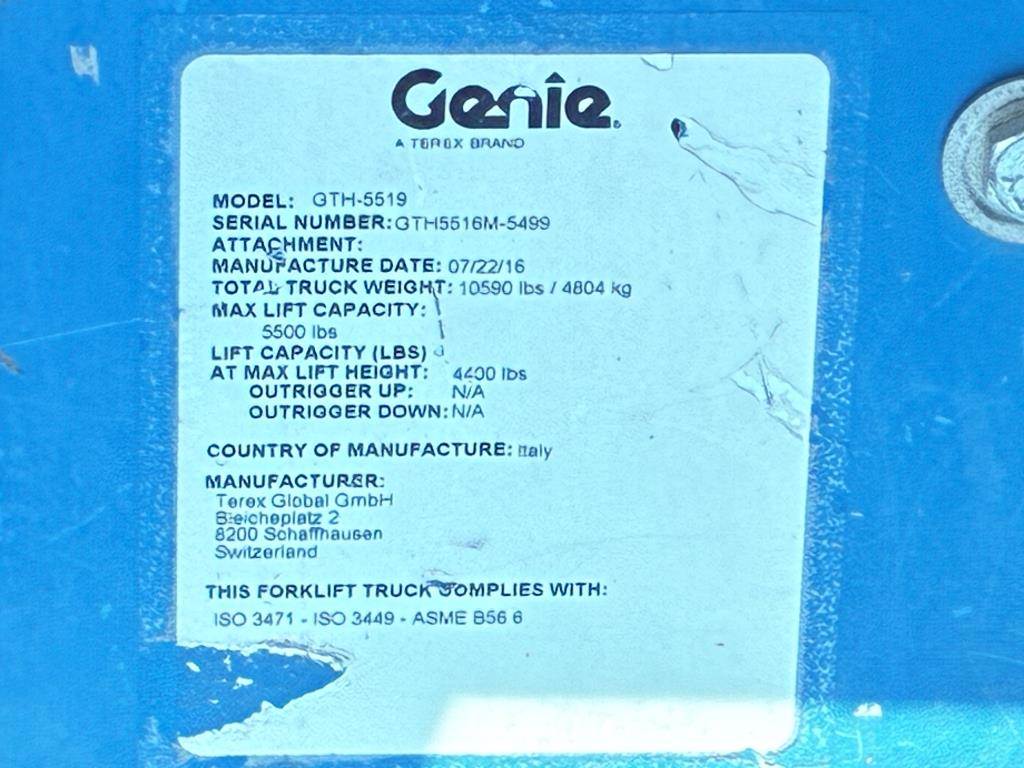 Genie
A TEREX BRAND
MODEL: GTH-5519
SERIAL NUMBER: GTH5516M-5499
ATTACHMENT:
MANUFACTURE DATE: 07/22/16
TOTAL TRUCK WEIGHT: 10590 lbs / 4804 kg
MAX LIFT CAPACITY:
5500 lbs
LIFT CAPACITY (LBS)
AT MAX LIFT HEIGHT: 4400 lbs
OUTRIGGER UP: N/A
OUTRIGGER DOWN: N/A
COUNTRY OF MANUFACTURE: Italy
MANUFACTURER:
Terex Global GmbH
Bleicheplatz 2
8200 Schaffhausen
Switzerland
THIS FORKLIFT TRUCK COMPLIES WITH:
ISO 3471 - ISO 3449 - ASME B56 6